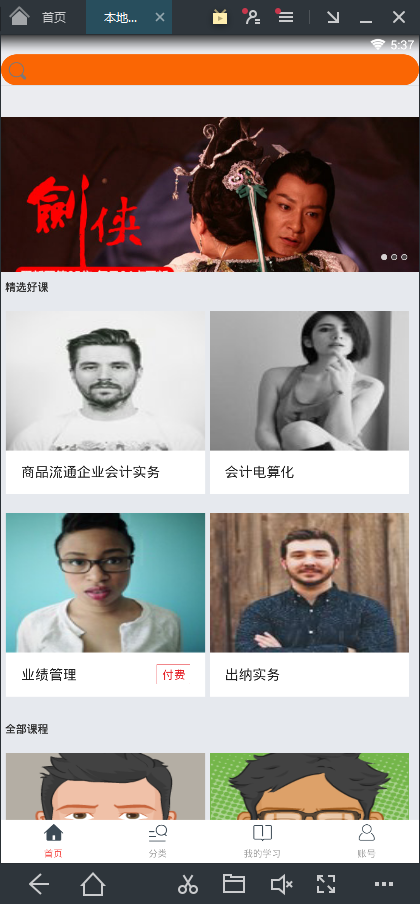 首页
本地...
5:37
劍侠
精选好课
商品流通企业会计实务
会计电算化
业绩管理
付费
出纳实务
全部课程
首页
分类
我的学习
账号